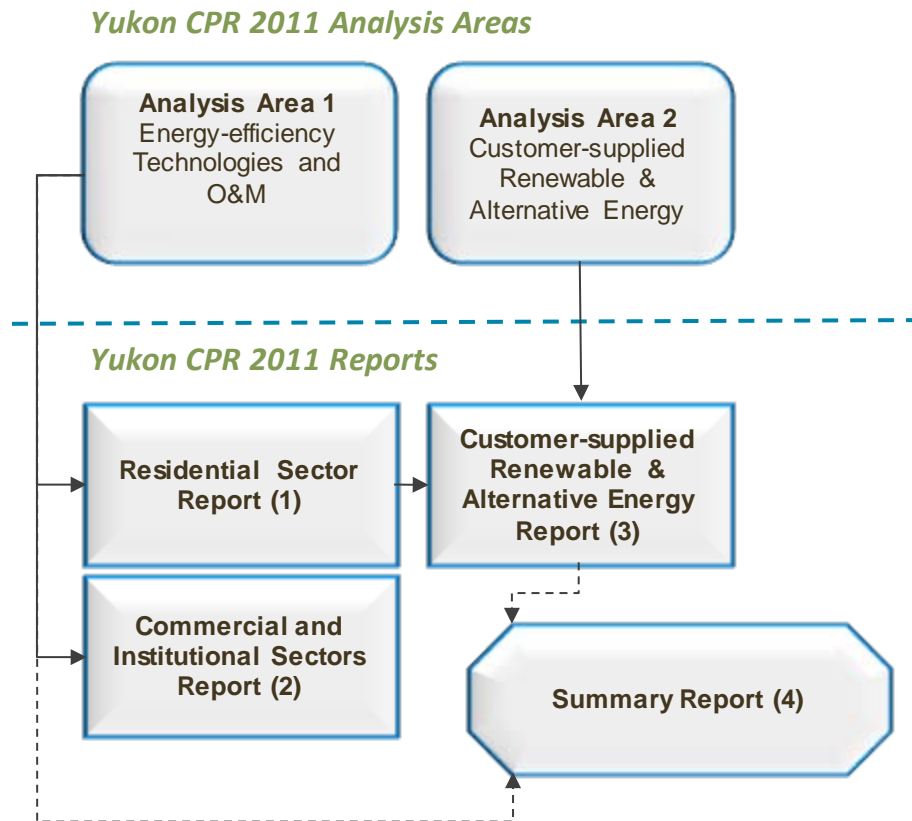 Yukon CPR 2011 Analysis Areas
Analysis Area 1
Energy-efficiency
Technologies and
O&M
Analysis Area 2
Customer-supplied
Renewable &
Alternative Energy
Yukon CPR 2011 Reports
Residential Sector
Report (1)
Customer-supplied
Renewable &
Alternative Energy
Report (3)
Commercial and
Institutional Sectors
Report (2)
Summary Report (4)